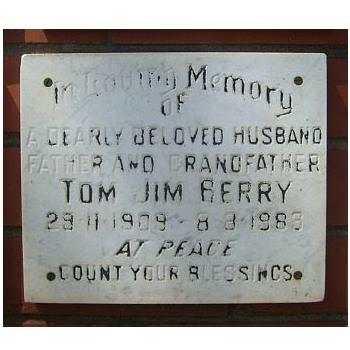 In Loving Memory
OF
A DEARLY BELOVED HUSBAND
FATHER AND GRANDFATHER
TOM JIM BERRY
29·11·1909 - 8·8·1983
AT PEACE
COUNT YOUR BLESSINGS